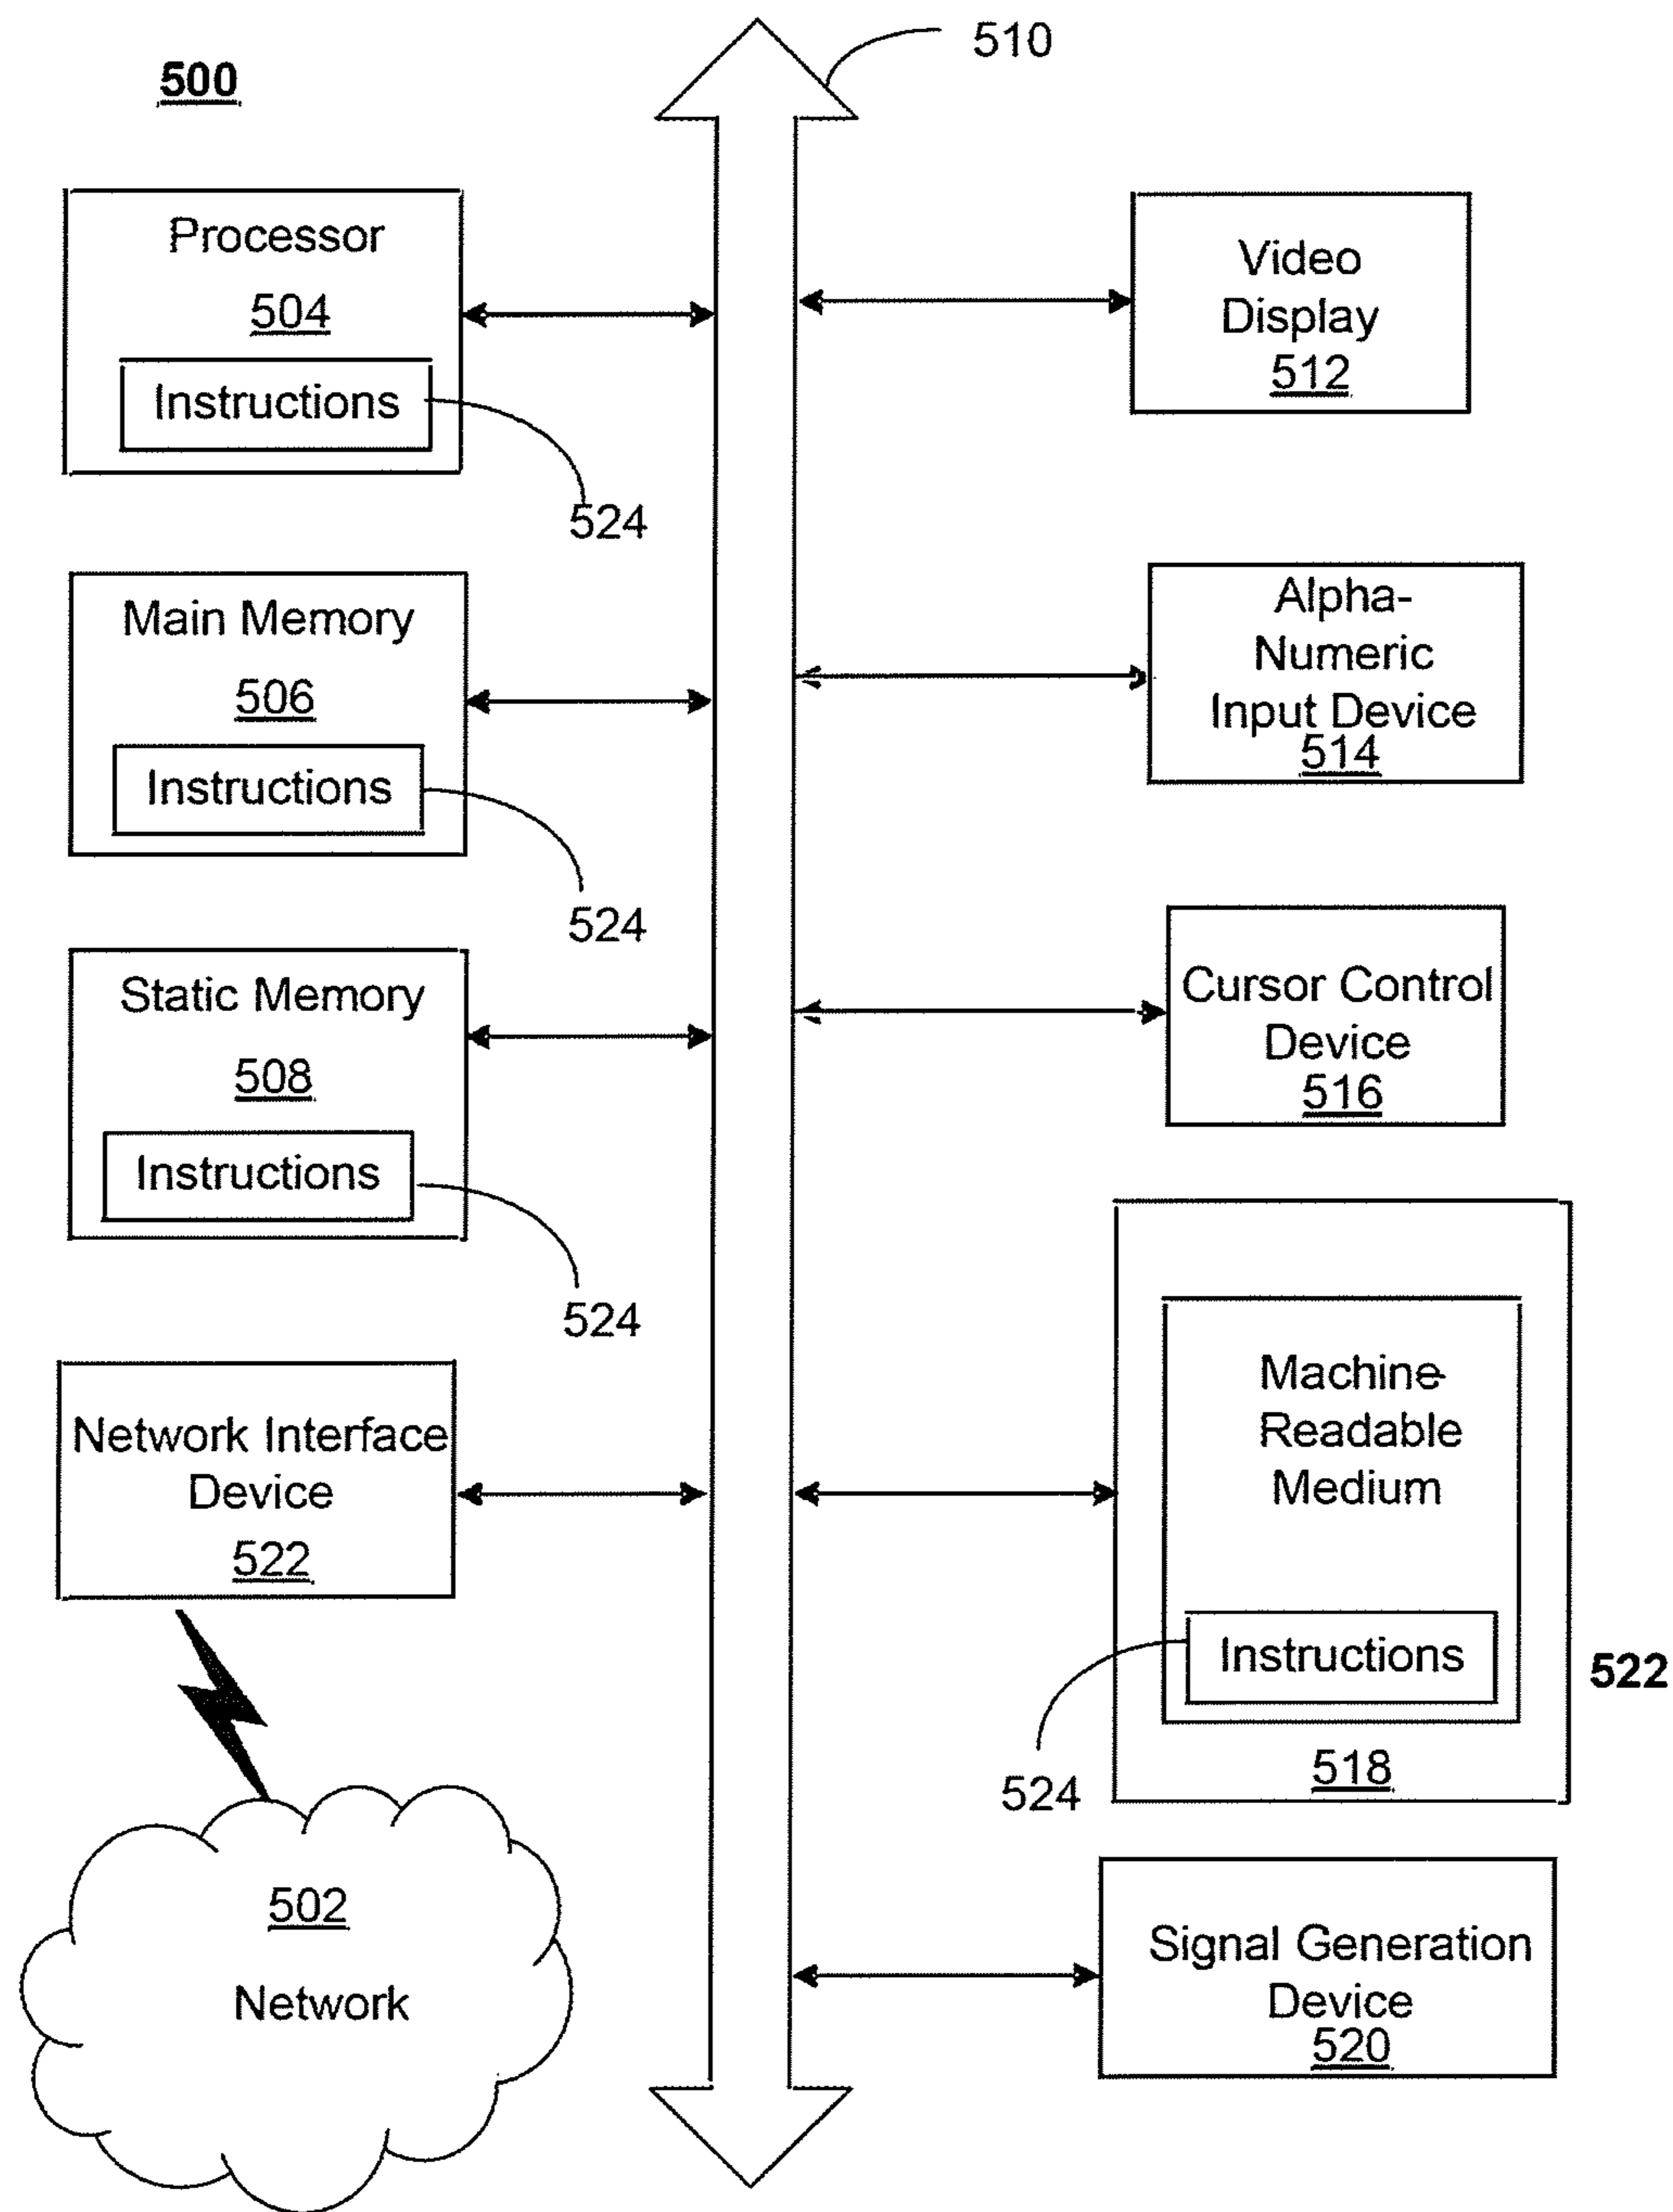 500
510
Processor
504
Instructions
524
Main Memory
506
Instructions
524
Static Memory
508
Instructions
524
Network Interface
Device
522
502
Network
Video
Display
512
Alpha-
Numeric
Input Device
514
Cursor Control
Device
516
Machine-
Readable
Medium
Instructions
524
518
522
Signal Generation
Device
520